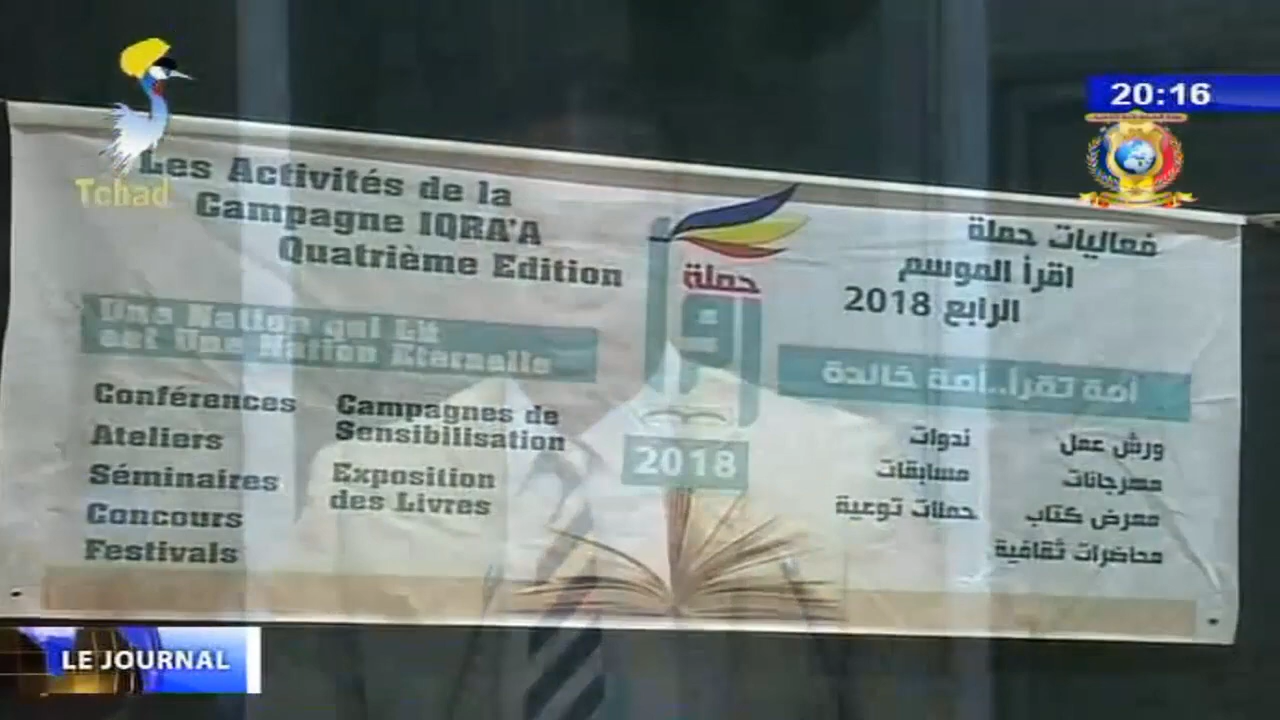 20:16
Tchad
Les Activités de la
Campagne IQRA'A
Quatrième Edition
Une Nation qui Lit
est Une Nation Eternelle
Conférences
Ateliers
Séminaires
Concours
Festivals
Campagnes de
Sensibilisation
Exposition
des Livres
حملة
اقرأ
2018
فعاليات حملة
اقرأ الموسم
الرابع 2018
أمة تقرأ..أمة خالدة
ورش عمل
مهرجانات
معرض كتاب
محاضرات ثقافية
ندوات
مسابقات
حملات توعية
LE JOURNAL